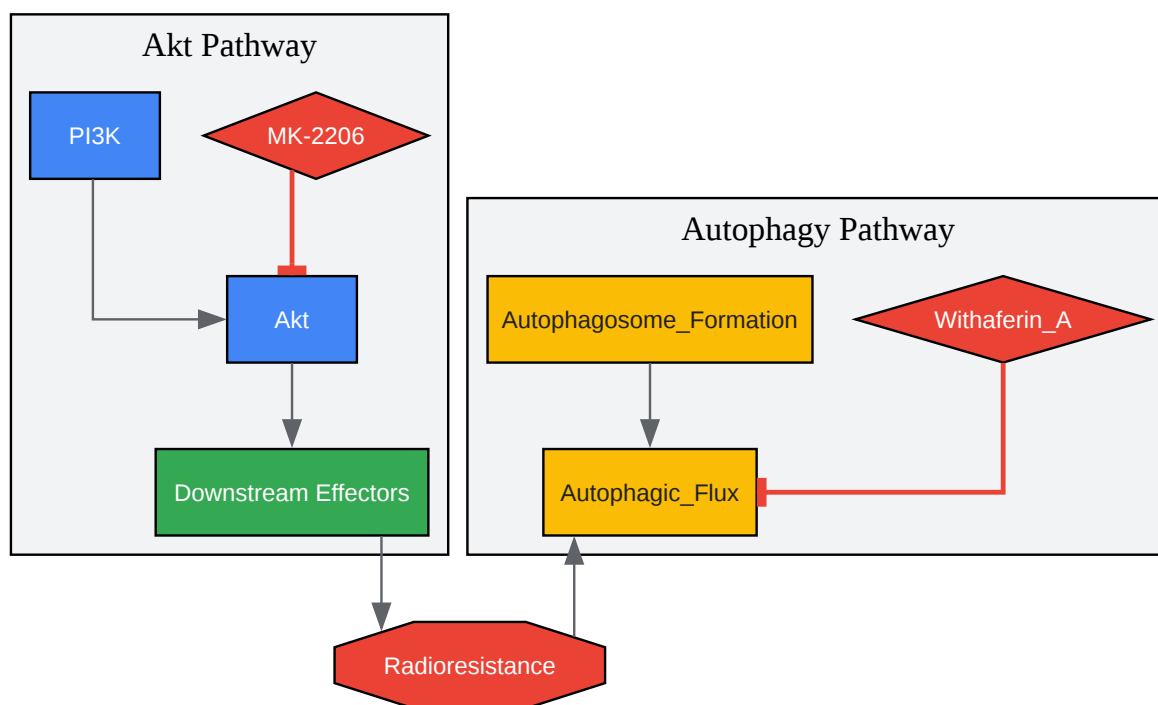 Akt Pathway
PI3K
MK-2206
Akt
Downstream Effectors
Autophagy Pathway
Autophagosome_Formation
Withaferin_A
Autophagic_Flux
Radioresistance